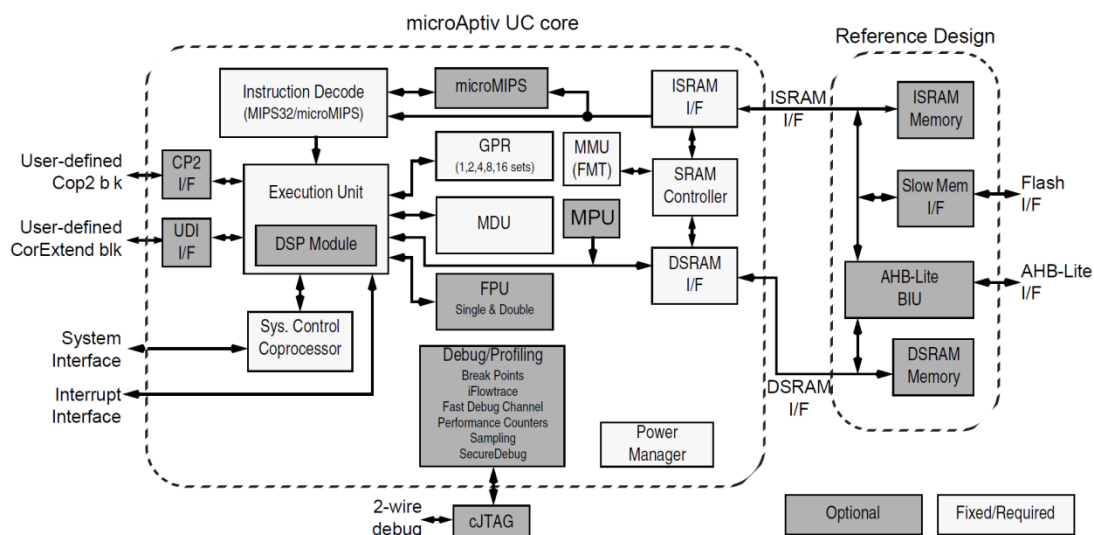 microAptiv UC core
Reference Design
Instruction Decode
(MIPS32/microMIPS)
microMIPS
ISRAM
I/F
ISRAM
I/F
ISRAM
Memory
GPR
(1,2,4,8,16 sets)
MMU
(FMT)
SRAM
Controller
User-defined
Cop2 b k
CP2
I/F
Execution Unit
DSP Module
Slow Mem
I/F
Flash
I/F
MDU
MPU
User-defined
CorExtend blk
UDI
I/F
DSRAM
I/F
FPU
Single & Double
AHB-Lite
BIU
AHB-Lite
I/F
System
Interface
Sys. Control
Coprocessor
Interrupt
Interface
DSRAM
I/F
DSRAM
Memory
Debug/Profiling
Break Points
iFlowtrace
Fast Debug Channel
Performance Counters
Sampling
SecureDebug
Power
Manager
2-wire
debug
cJTAG
Optional
Fixed/Required